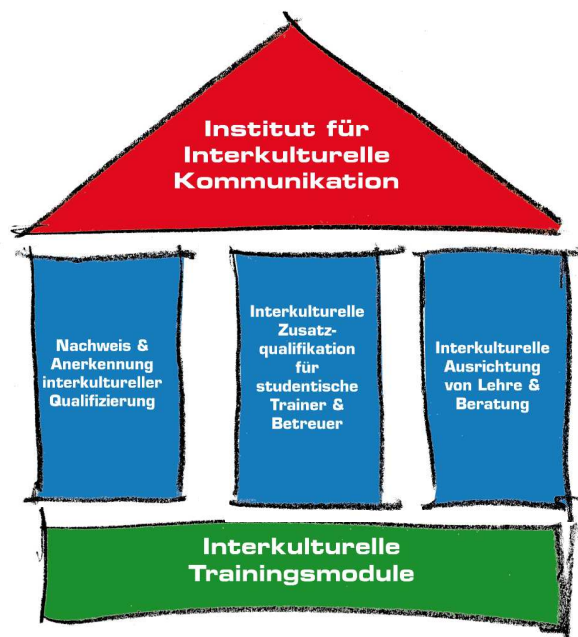 Institut für
Interkulturelle
Kommunikation
Nachweis &
Anerkennung
interkultureller
Qualifizierung
Interkulturelle
Zusatz-
qualifikation
für
studentische
Trainer &
Betreuer
Interkulturelle
Ausrichtung
von Lehre &
Beratung
Interkulturelle
Trainingsmodule